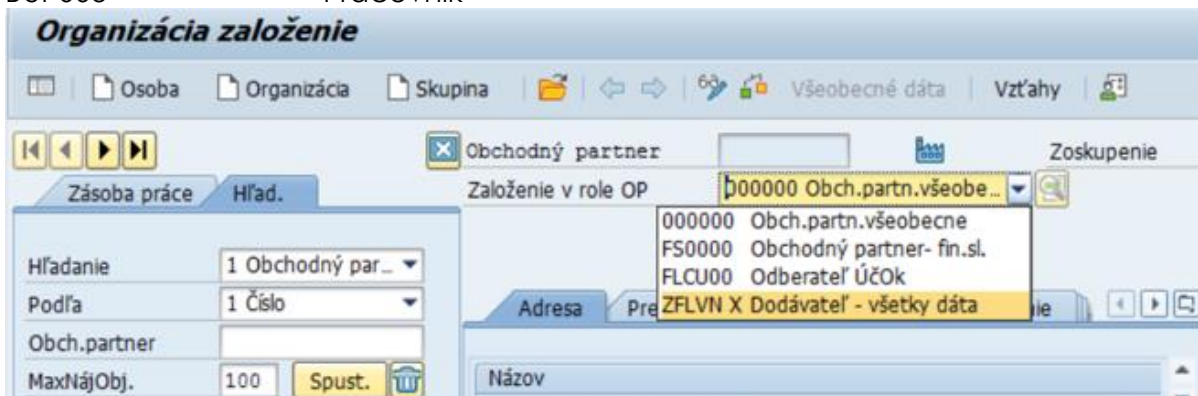 Organizácia založenie
Osoba Organizácia Skupina Všeobecné dáta Vzťahy
Obchodný partner Zoskupenie
Zásoba práce Hľad.
Založenie v role OP 000000 Obch.partn.všeobe...
000000 Obch.partn.všeobecne
FS0000 Obchodný partner- fin.sl.
FLCU00 Odberateľ ÚčOk
ZFLVN X Dodávateľ - všetky dáta
Hľadanie 1 Obchodný par...
Podľa 1 Číslo
Adresa Pre ie
Obch.partner
MaxNájObj. 100 Spust.
Názov